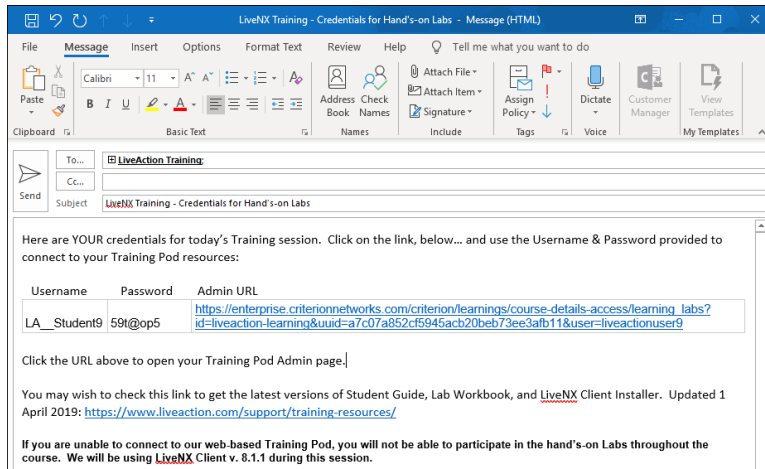 LiveNX Training - Credentials for Hand's-on Labs - Message (HTML)
File Message Insert Options Format Text Review Help Tell me what you want to do
Calibri 11
Attach File
Attach Item
Signature
Paste
B I U A
Address Book
Check Names
Assign Policy
Dictate
Customer Manager
View Templates
Clipboard Basic Text Names Include Tags Voice My Templates
To... LiveAction Training;
Cc...
Send
Subject LiveNX Training - Credentials for Hand's-on Labs
Here are YOUR credentials for today's Training session. Click on the link, below... and use the Username & Password provided to
connect to your Training Pod resources:
Username Password Admin URL
LA__Student9 59t@op5 https://enterprise.criterionnetworks.com/criterion/learnings/course-details-access/learning_labs?
id=liveaction-learning&uuid=a7c07a852cf5945acb20beb73ee3afb11&user=liveactionuser9
Click the URL above to open your Training Pod Admin page.
You may wish to check this link to get the latest versions of Student Guide, Lab Workbook, and LiveNX Client Installer. Updated 1
April 2019: https://www.liveaction.com/support/training-resources/
If you are unable to connect to our web-based Training Pod, you will not be able to participate in the hand's-on Labs throughout the
course. We will be using LiveNX Client v. 8.1.1 during this session.